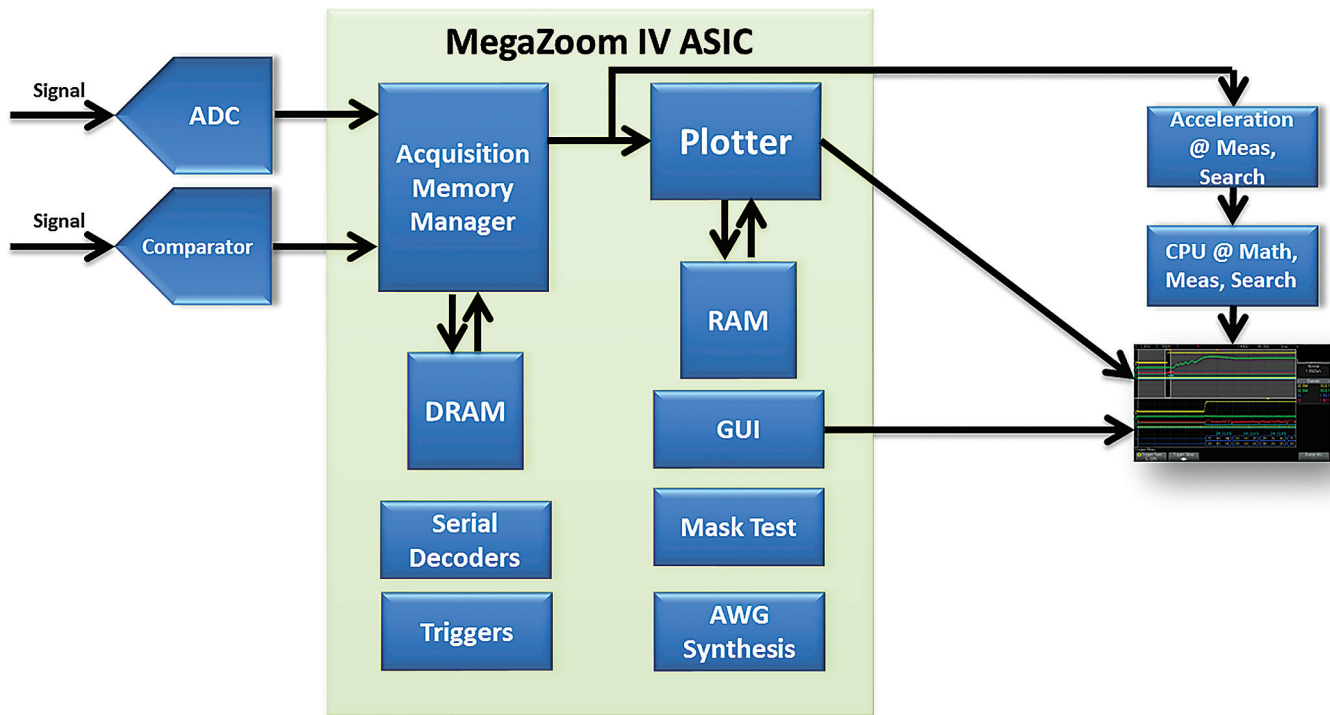 MegaZoom IV ASIC
Signal
ADC
Signal
Comparator
Acquisition
Memory
Manager
DRAM
Serial
Decoders
Triggers
Plotter
RAM
GUI
Mask Test
AWG
Synthesis
Acceleration
@ Meas,
Search
CPU @ Math,
Meas, Search